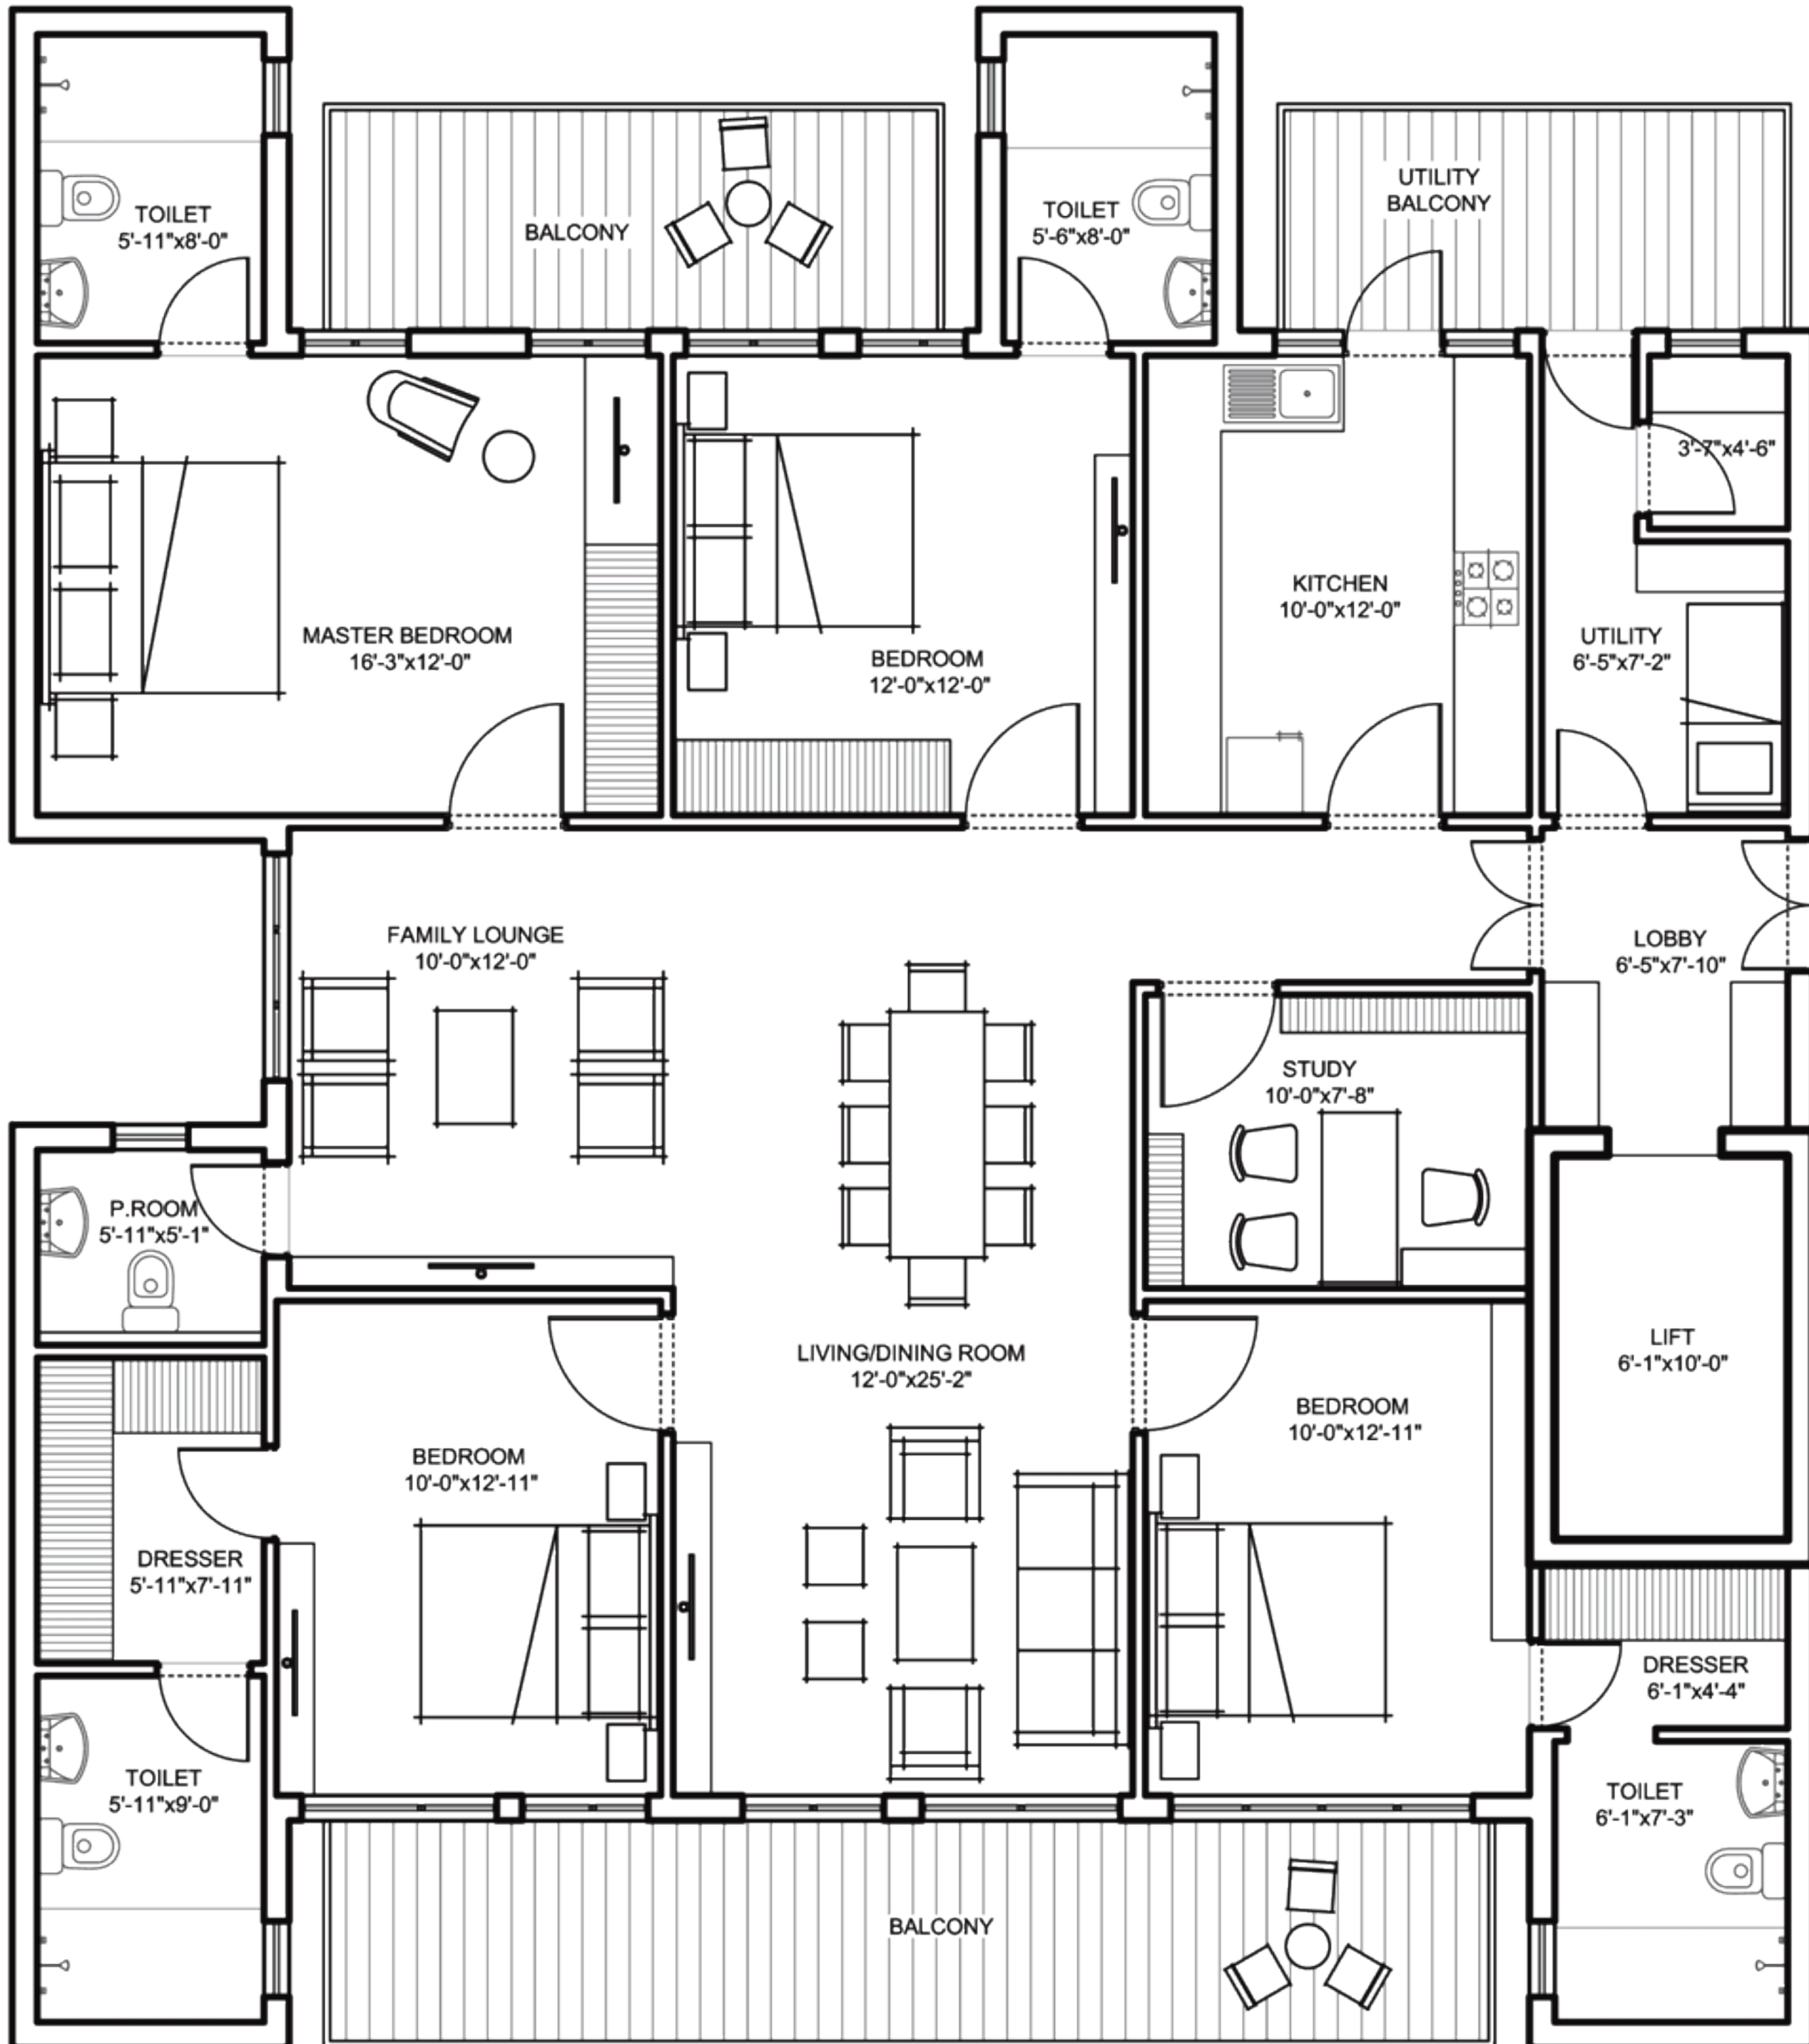 TOILET
5'-11"x8'-0"
BALCONY
TOILET
5'-6"x8'-0"
UTILITY
BALCONY
3'-7"x4'-6"
MASTER BEDROOM
16'-3"x12'-0"
BEDROOM
12'-0"x12'-0"
KITCHEN
10'-0"x12'-0"
UTILITY
6'-5"x7'-2"
FAMILY LOUNGE
10'-0"x12'-0"
LOBBY
6'-5"x7'-10"
STUDY
10'-0"x7'-8"
P.ROOM
5'-11"x5'-1"
LIVING/DINING ROOM
12'-0"x25'-2"
LIFT
6'-1"x10'-0"
BEDROOM
10'-0"x12'-11"
BEDROOM
10'-0"x12'-11"
DRESSER
5'-11"x7'-11"
DRESSER
6'-1"x4'-4"
TOILET
5'-11"x9'-0"
TOILET
6'-1"x7'-3"
BALCONY